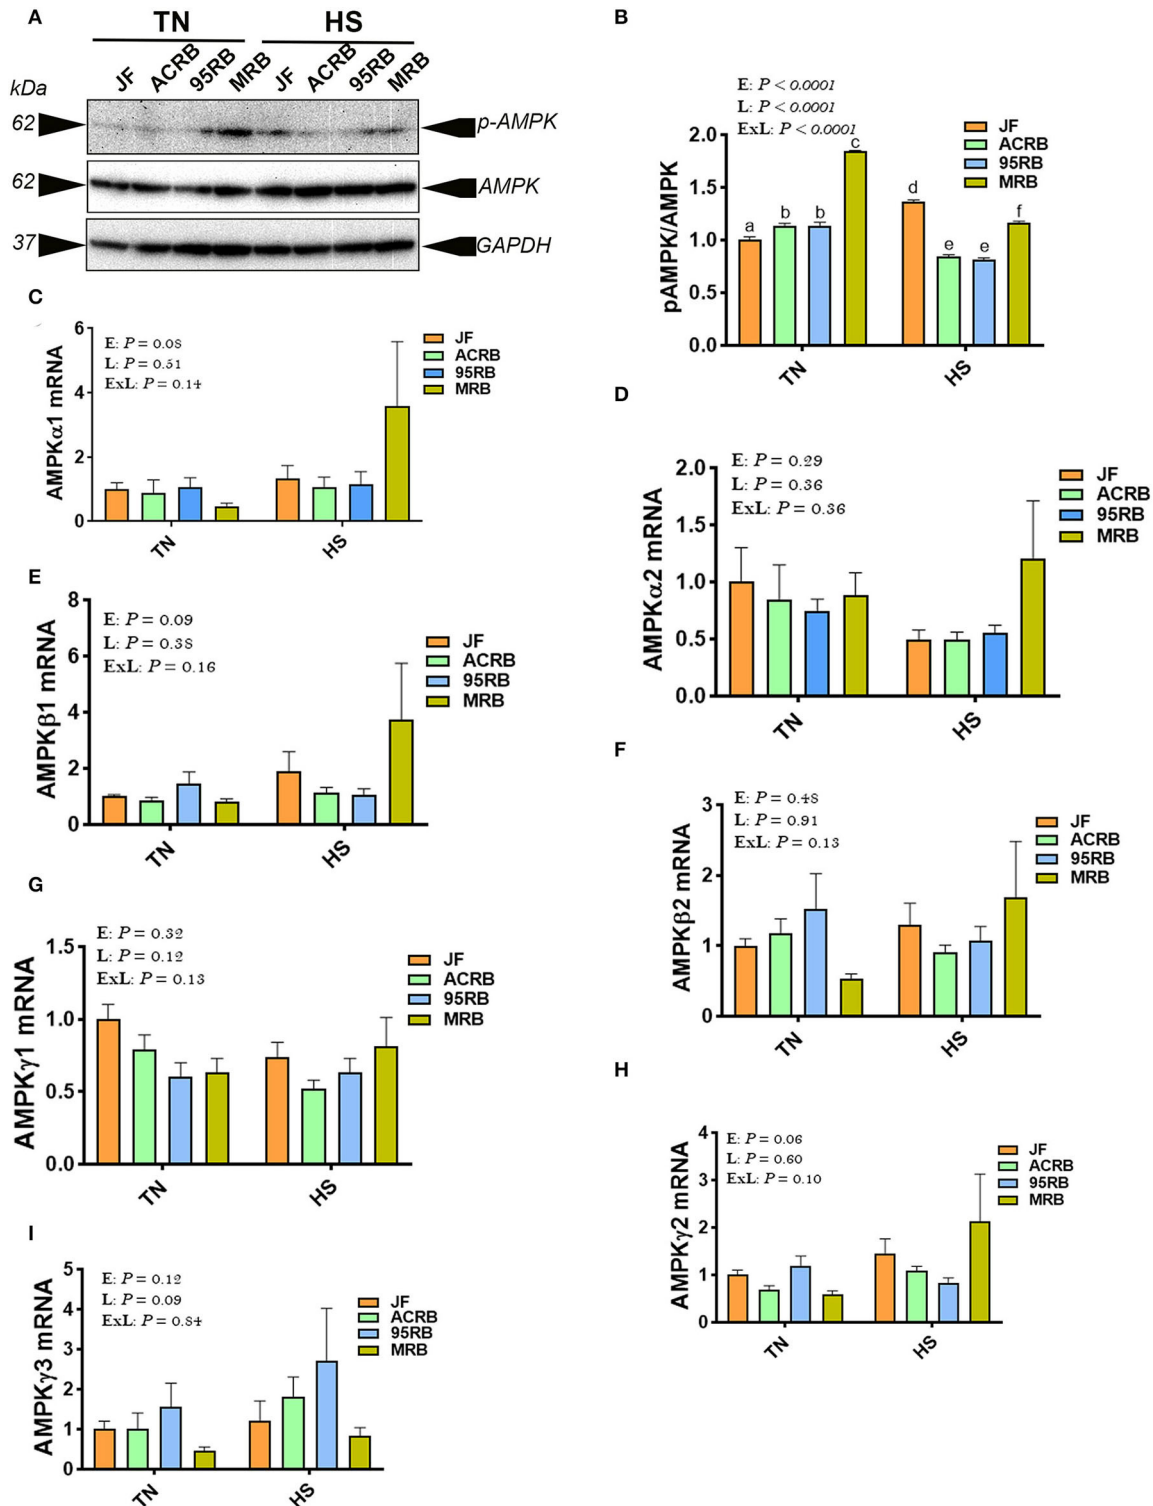 A
TN HS
JF ACRB 95RB MRB JF ACRB 95RB MRB
kDa
62 p-AMPK
62 AMPK
37 GAPDH
B
E: P < 0.0001
L: P < 0.0001
ExL: P < 0.0001
JF
ACRB
95RB
MRB
pAMPK/AMPK
2.0
1.5
1.0
0.5
0.0
a b b c d e e f
TN HS
C
E: P = 0.08
L: P = 0.51
ExL: P = 0.14
JF
ACRB
95RB
MRB
AMPKα1 mRNA
6
4
2
0
TN HS
D
E: P = 0.29
L: P = 0.36
ExL: P = 0.36
JF
ACRB
95RB
MRB
AMPKα2 mRNA
2.0
1.5
1.0
0.5
0.0
TN HS
E
E: P = 0.09
L: P = 0.38
ExL: P = 0.16
JF
ACRB
95RB
MRB
AMPKβ1 mRNA
8
6
4
2
0
TN HS
F
E: P = 0.48
L: P = 0.91
ExL: P = 0.13
JF
ACRB
95RB
MRB
AMPKβ2 mRNA
3
2
1
0
TN HS
G
E: P = 0.32
L: P = 0.12
ExL: P = 0.13
JF
ACRB
95RB
MRB
AMPKγ1 mRNA
1.5
1.0
0.5
0.0
TN HS
H
E: P = 0.06
L: P = 0.60
ExL: P = 0.10
JF
ACRB
95RB
MRB
AMPKγ2 mRNA
4
3
2
1
0
TN HS
I
E: P = 0.12
L: P = 0.09
ExL: P = 0.84
JF
ACRB
95RB
MRB
AMPKγ3 mRNA
5
4
3
2
1
0
TN HS